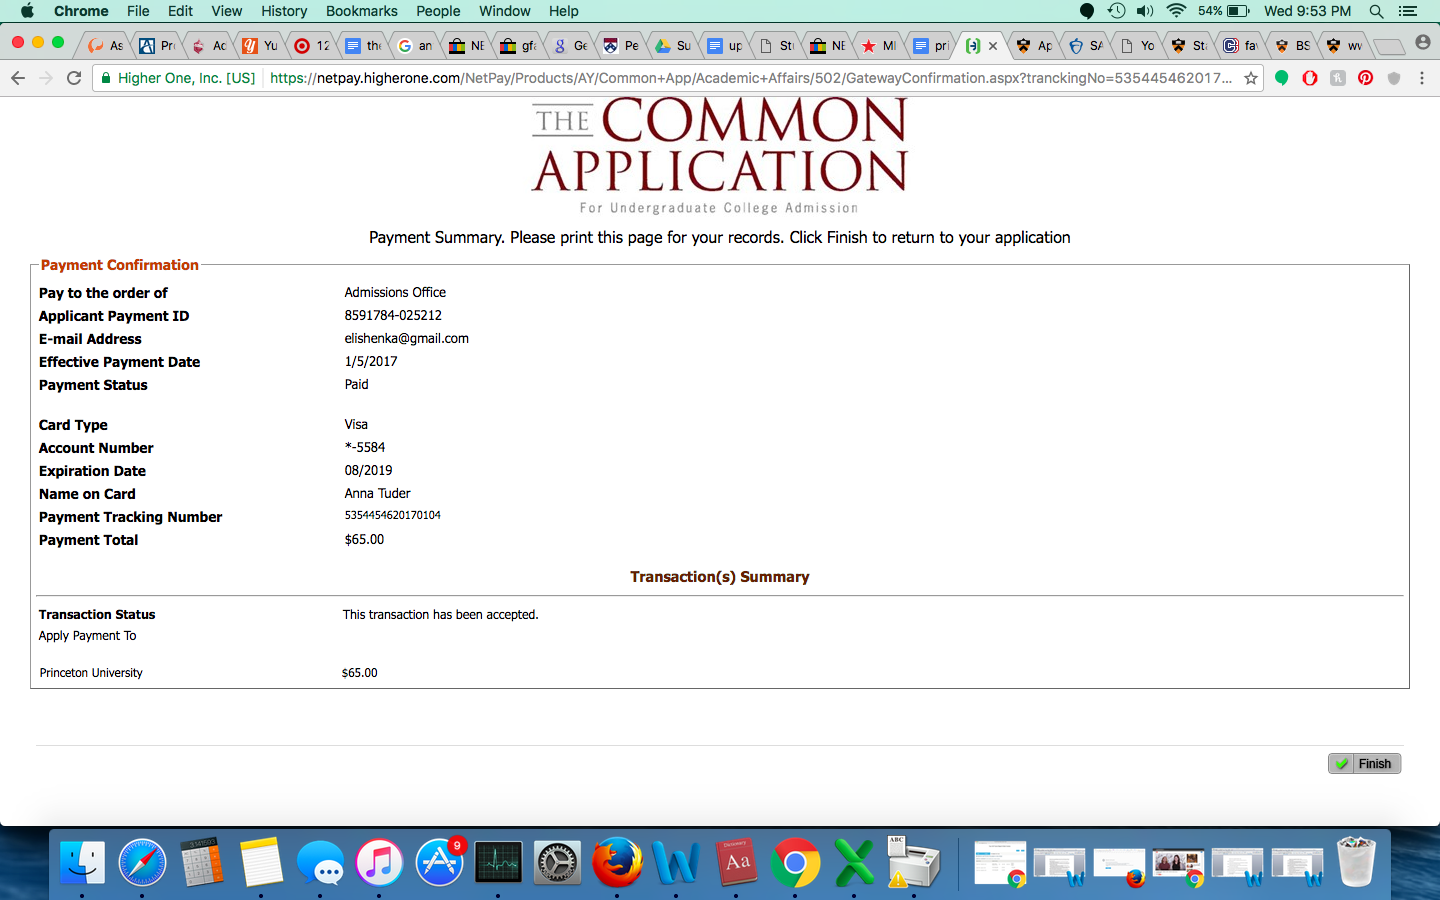 Chrome File Edit View History Bookmarks People Window Help 54% Wed 9:53 PM
As Pr Ac Yu 12 the an NE gfa Ge Pe Su up St NE MI pri Ap SA Yo St fa BS wv
Higher One, Inc. [US] https://netpay.higherone.com/NetPay/Products/AY/Common+App/Academic+Affairs/502/GatewayConfirmation.aspx?tranckingNo=535445462017...
THE COMMON
APPLICATION
For Undergraduate College Admission
Payment Summary. Please print this page for your records. Click Finish to return to your application
Payment Confirmation
Pay to the order of Admissions Office
Applicant Payment ID 8591784-025212
E-mail Address elishenka@gmail.com
Effective Payment Date 1/5/2017
Payment Status Paid
Card Type Visa
Account Number *-5584
Expiration Date 08/2019
Name on Card Anna Tuder
Payment Tracking Number 5354454620170104
Payment Total $65.00
Transaction(s) Summary
Transaction Status This transaction has been accepted.
Apply Payment To
Princeton University $65.00
Finish
9
Dictionary
Aa
ABC